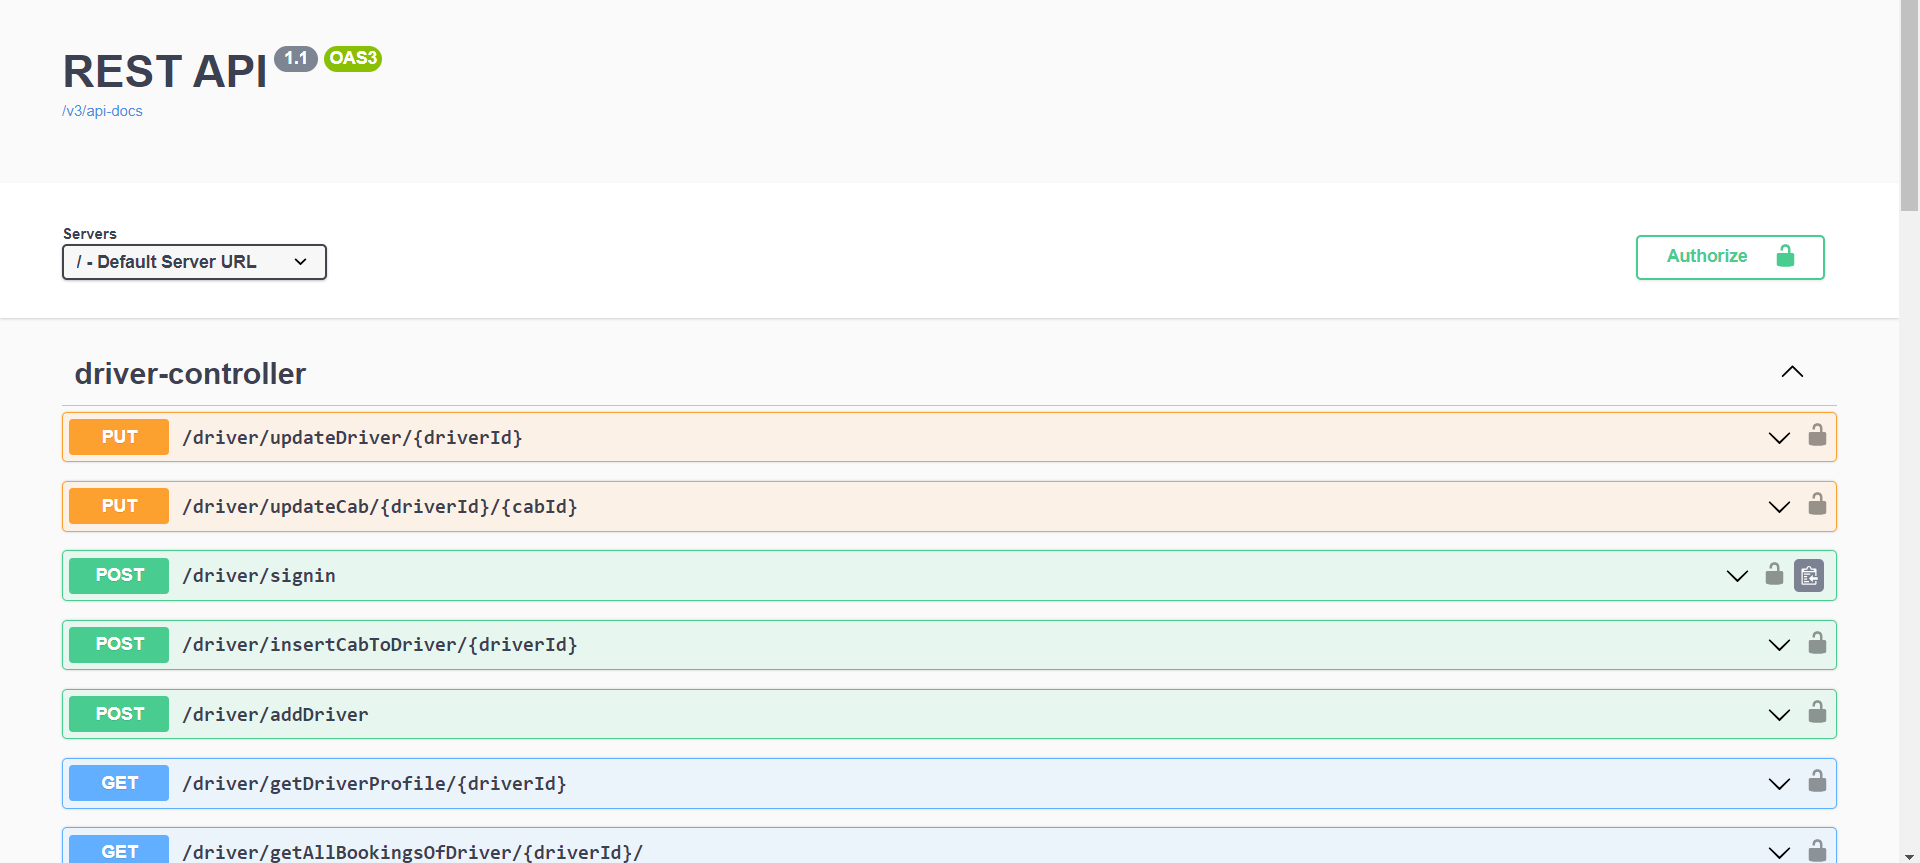 REST API 1.1 OAS3
/v3/api-docs
Servers
/ - Default Server URL
Authorize
driver-controller
PUT /driver/updateDriver/{driverId}
PUT /driver/updateCab/{driverId}/{cabId}
POST /driver/signin
POST /driver/insertCabToDriver/{driverId}
POST /driver/addDriver
GET /driver/getDriverProfile/{driverId}
GET /driver/getAllBookingsOfDriver/{driverId}/